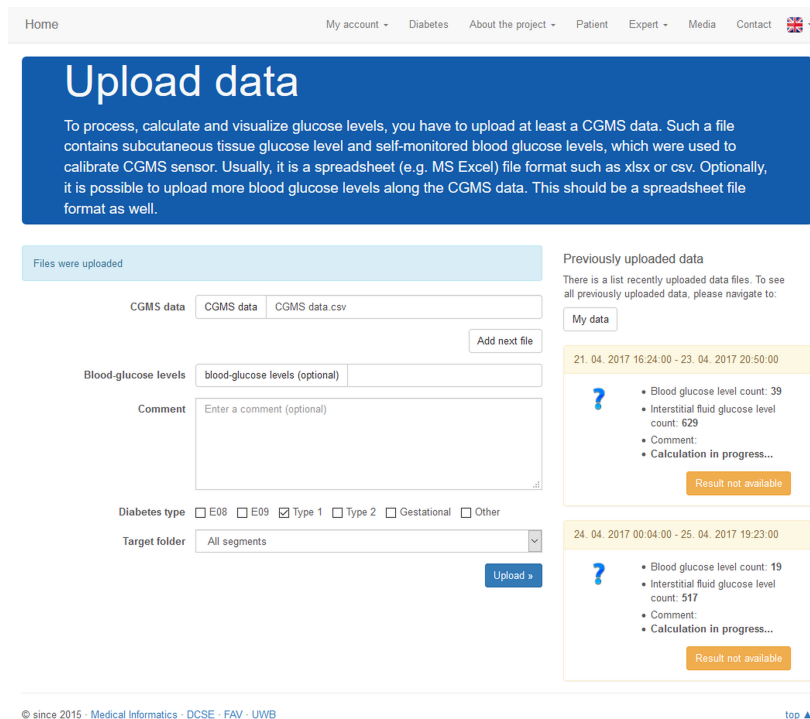 Home My account Diabetes About the project Patient Expert Media Contact
Upload data
To process, calculate and visualize glucose levels, you have to upload at least a CGMS data. Such a file
contains subcutaneous tissue glucose level and self-monitored blood glucose levels, which were used to
calibrate CGMS sensor. Usually, it is a spreadsheet (e.g. MS Excel) file format such as xlsx or csv. Optionally,
it is possible to upload more blood glucose levels along the CGMS data. This should be a spreadsheet file
format as well.
Files were uploaded
CGMS data CGMS data CGMS data.csv
Add next file
Blood-glucose levels blood-glucose levels (optional)
Comment Enter a comment (optional)
Diabetes type E08 E09 Type 1 Type 2 Gestational Other
Target folder All segments
Upload »
Previously uploaded data
There is a list recently uploaded data files. To see
all previously uploaded data, please navigate to:
My data
21. 04. 2017 16:24:00 - 23. 04. 2017 20:50:00
? • Blood glucose level count: 39
• Interstitial fluid glucose level
count: 629
• Comment:
• Calculation in progress...
Result not available
24. 04. 2017 00:04:00 - 25. 04. 2017 19:23:00
? • Blood glucose level count: 19
• Interstitial fluid glucose level
count: 517
• Comment:
• Calculation in progress...
Result not available
© since 2015 · Medical Informatics · DCSE · FAV · UWB top ▲